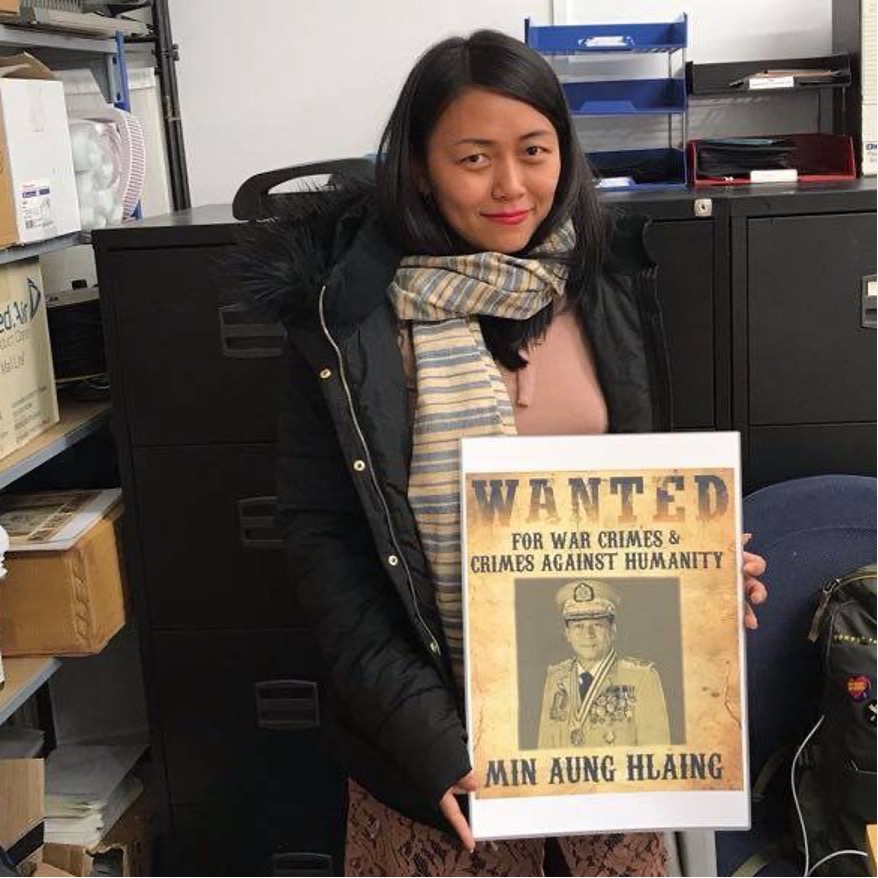 WANTED
FOR WAR CRIMES &
CRIMES AGAINST HUMANITY
MIN AUNG HLAING